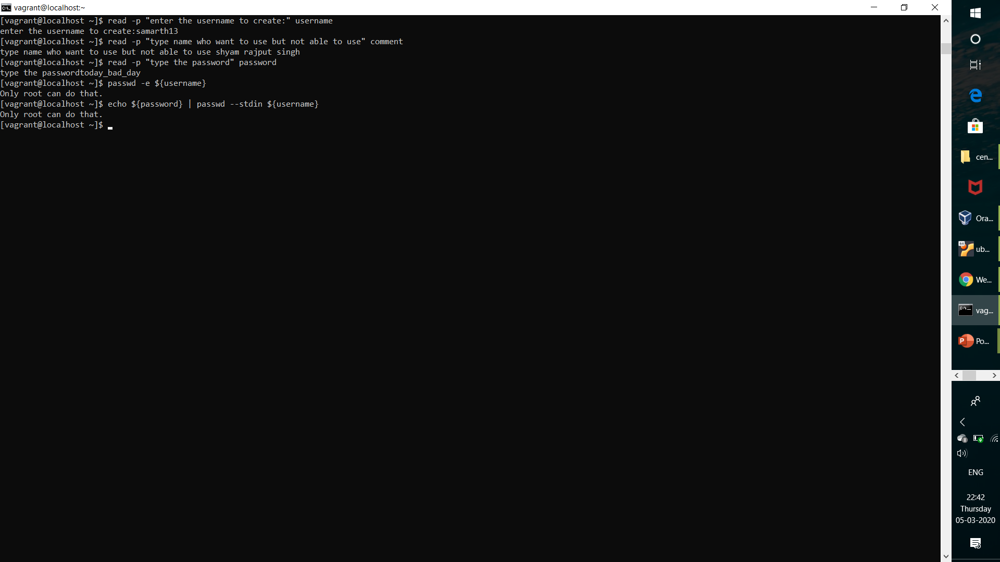 vagrant@localhost:~
[vagrant@localhost ~]$ read -p "enter the username to create:" username
enter the username to create:samarth13
[vagrant@localhost ~]$ read -p "type name who want to use but not able to use" comment
type name who want to use but not able to use shyam rajput singh
[vagrant@localhost ~]$ read -p "type the password" password
type the passwordtoday_bad_day
[vagrant@localhost ~]$ passwd -e ${username}
Only root can do that.
[vagrant@localhost ~]$ echo ${password} | passwd --stdin ${username}
Only root can do that.
[vagrant@localhost ~]$
cen...
Ora...
64
ub...
We...
C:\
vag...
P
Po...
ENG
22:42
Thursday
05-03-2020